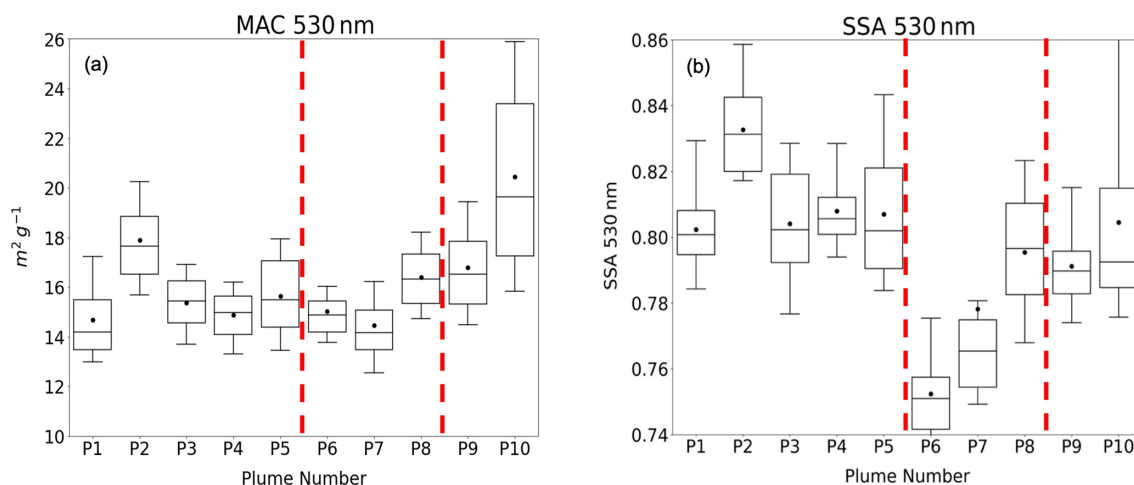 MAC 530 nm
(a)
m² g⁻¹
26
24
22
20
18
16
14
12
10
P1 P2 P3 P4 P5 P6 P7 P8 P9 P10
Plume Number
SSA 530 nm
(b)
SSA 530 nm
0.86
0.84
0.82
0.80
0.78
0.76
0.74
P1 P2 P3 P4 P5 P6 P7 P8 P9 P10
Plume Number